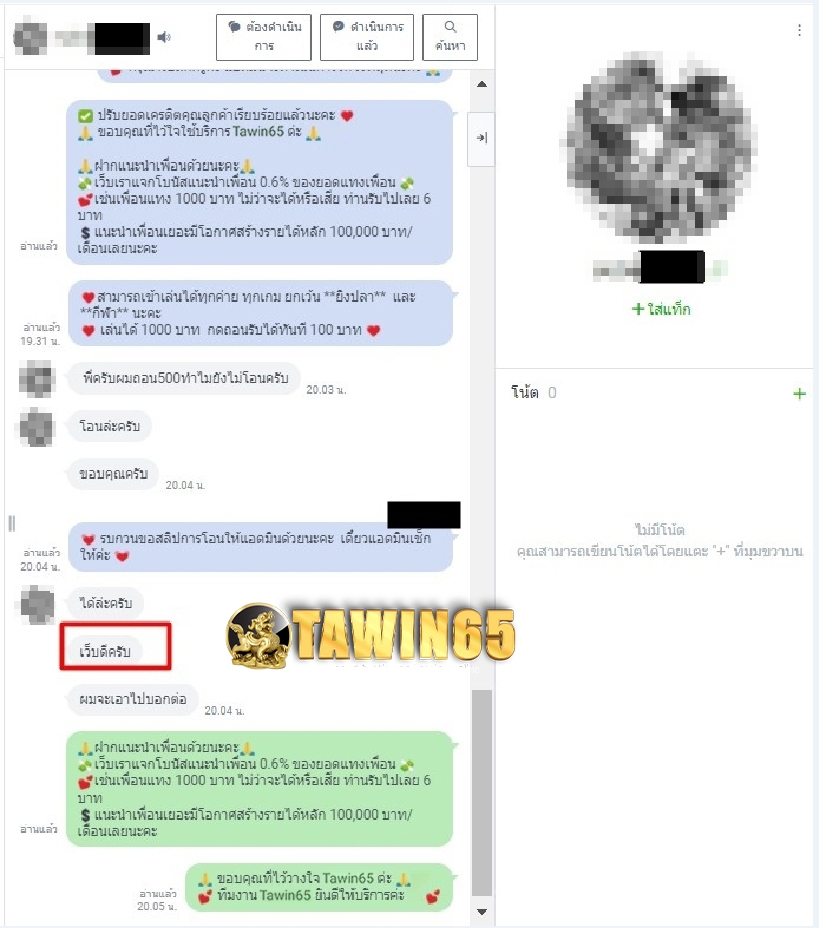 ต้องดำเนิน
การ
ดำเนินการ
แล้ว
ค้นหา
✅ ปรับยอดเครดิตคุณลูกค้าเรียบร้อยแล้วนะคะ ❤
🙏 ขอบคุณที่ไว้ใจใช้บริการ Tawin65 ค่ะ 🙏
🙏ฝากแนะนำเพื่อนด้วยนะคะ🙏
💸เว็บเราแจกโบนัสแนะนำเพื่อน 0.6% ของยอดแทงเพื่อน 💸
💕เช่นเพื่อนแทง 1000 บาท ไม่ว่าจะได้หรือเสีย ท่านรับไปเลย 6
บาท
💲แนะนำเพื่อนเยอะมีโอกาสสร้างรายได้หลัก 100,000 บาท/
เดือนเลยนะคะ
อ่านแล้ว
❤สามารถเข้าเล่นได้ทุกค่าย ทุกเกม ยกเว้น **ยิงปลา** และ
**กีฬา** นะคะ
❤ เล่นได้ 1000 บาท กดถอนรับได้ทันที 100 บาท ❤
อ่านแล้ว
19.31 น.
พี่ครับผมถอน500ทำไมยังไม่โอนครับ
20.03 น.
โอนล่ะครับ
ขอบคุณครับ
20.04 น.
💓 รบกวนขอสลิปการโอนให้แอดมินด้วยนะคะ เดี๋ยวแอดมินเช็ก
ให้ค่ะ 💓
อ่านแล้ว
20.04 น.
ได้ล่ะครับ
เว็บดีครับ
TAWIN65
ผมจะเอาไปบอกต่อ
20.04 น.
🙏ฝากแนะนำเพื่อนด้วยนะคะ🙏
💸เว็บเราแจกโบนัสแนะนำเพื่อน 0.6% ของยอดแทงเพื่อน 💸
💕เช่นเพื่อนแทง 1000 บาท ไม่ว่าจะได้หรือเสีย ท่านรับไปเลย 6
บาท
💲แนะนำเพื่อนเยอะมีโอกาสสร้างรายได้หลัก 100,000 บาท/
เดือนเลยนะคะ
อ่านแล้ว
🙏 ขอบคุณที่ไว้วางใจ Tawin65 ค่ะ 🙏
💕 ทีมงาน Tawin65 ยินดีให้บริการค่ะ 💕
อ่านแล้ว
20.05 น.
+ ใส่แท็ก
โน้ต 0
+
ไม่มีโน้ต
คุณสามารถเขียนโน้ตได้โดยแตะ "+" ที่มุมขวาบน